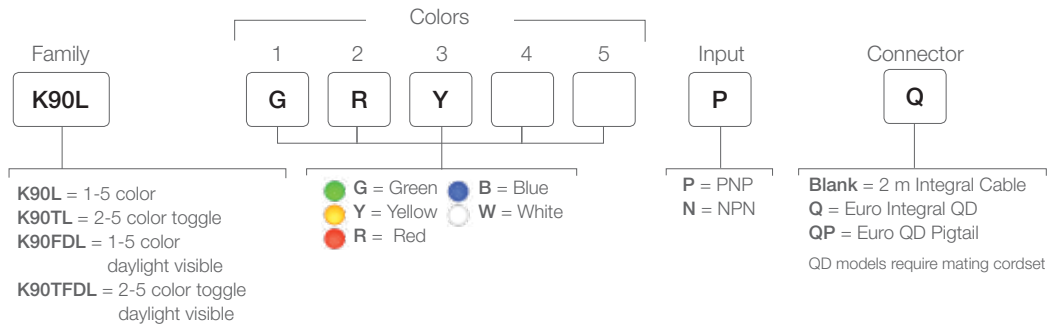 Colors
Family 1 2 3 4 5 Input Connector
K90L G R Y P Q
K90L = 1-5 color
K90TL = 2-5 color toggle
K90FDL = 1-5 color
daylight visible
K90TFDL = 2-5 color toggle
daylight visible
G = Green B = Blue
Y = Yellow W = White
R = Red
P = PNP
N = NPN
Blank = 2 m Integral Cable
Q = Euro Integral QD
QP = Euro QD Pigtail
QD models require mating cordset